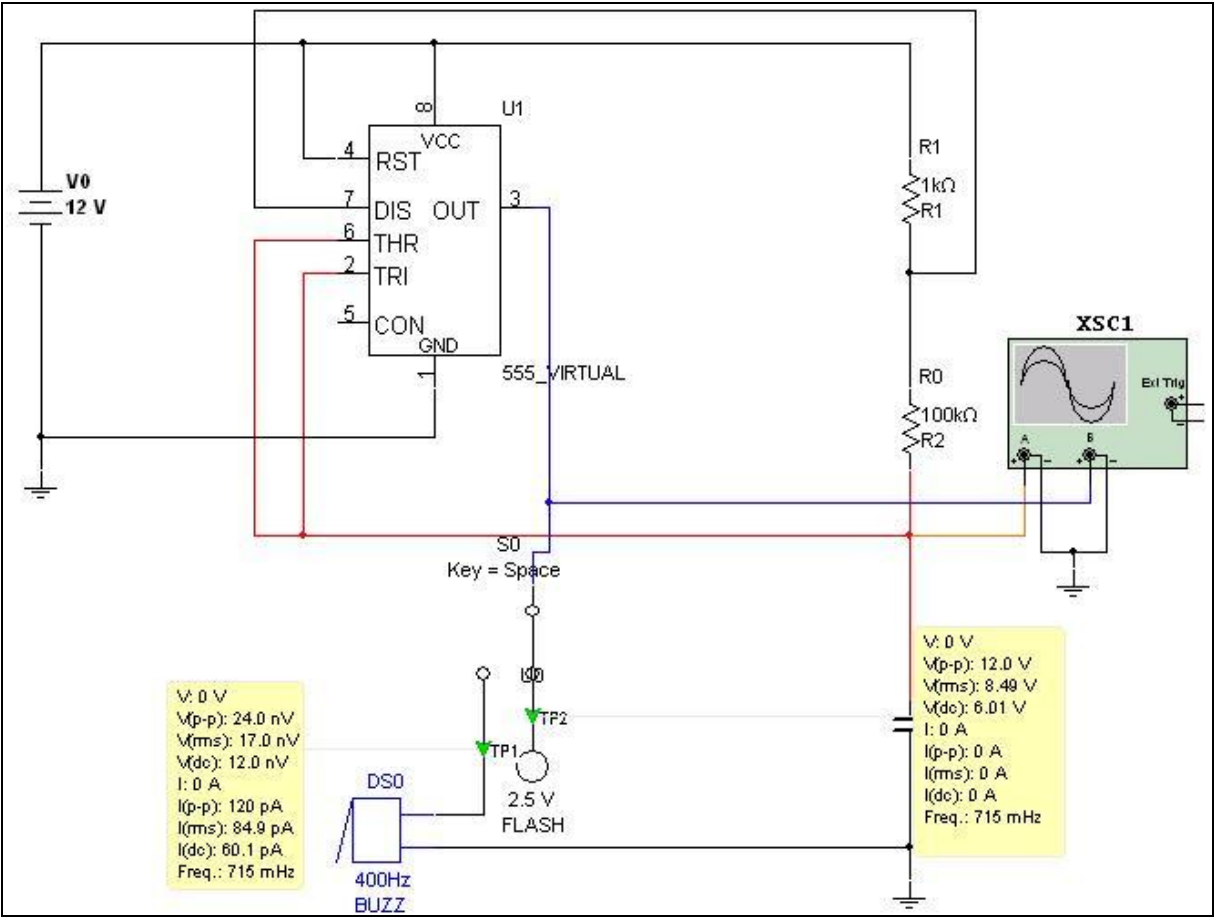 8
U1
VCC
4
RST
V0
12 V
7
DIS
OUT
3
6
THR
2
TRI
5
CON
GND
1
555_VIRTUAL
R1
1kΩ
R1
XSC1
Ext Trig
+
−
A
B
+
−
+
−
R0
100kΩ
R2
S0
Key = Space
V: 0 V
V(p-p): 24.0 nV
V(rms): 17.0 nV
V(dc): 12.0 nV
I: 0 A
I(p-p): 120 pA
I(rms): 84.9 pA
I(dc): 60.1 pA
Freq.: 715 mHz
TP1
TP2
V: 0 V
V(p-p): 12.0 V
V(rms): 8.49 V
V(dc): 6.01 V
I: 0 A
I(p-p): 0 A
I(rms): 0 A
I(dc): 0 A
Freq.: 715 mHz
2.5 V
FLASH
DS0
400Hz
BUZZ